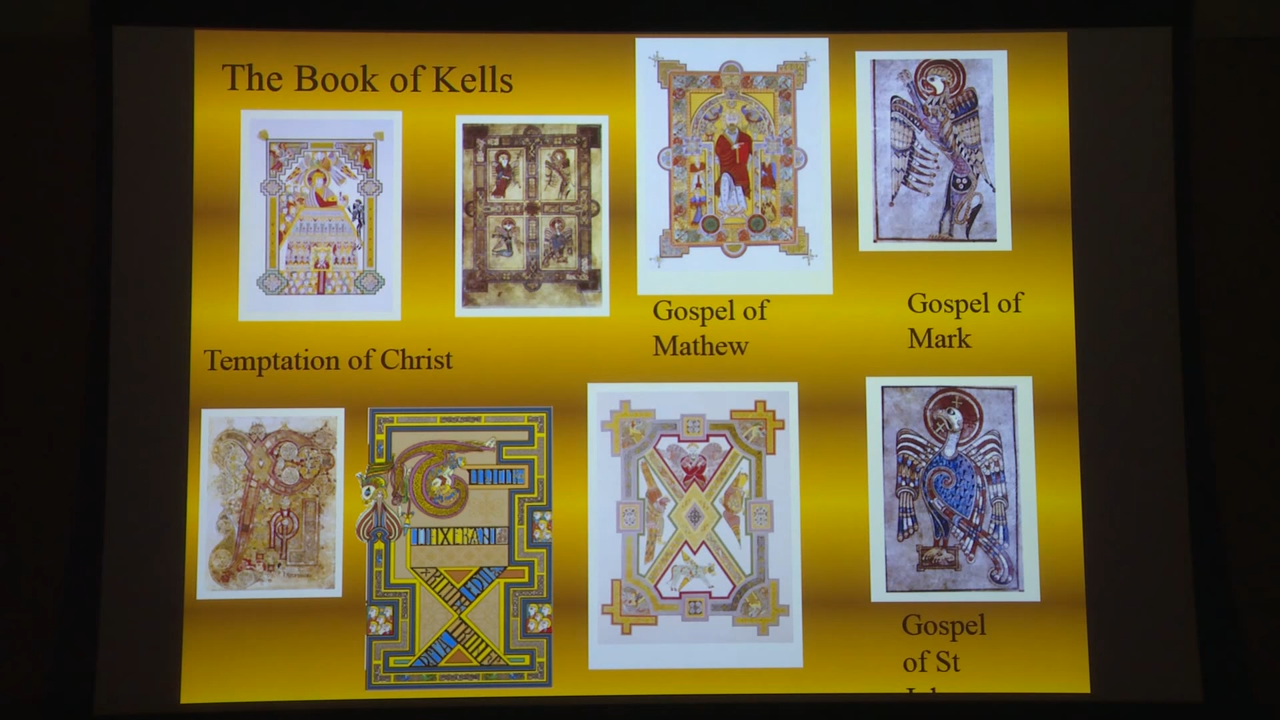 The Book of Kells
Gospel of
Mathew
Gospel of
Mark
Temptation of Christ
Gospel
of St